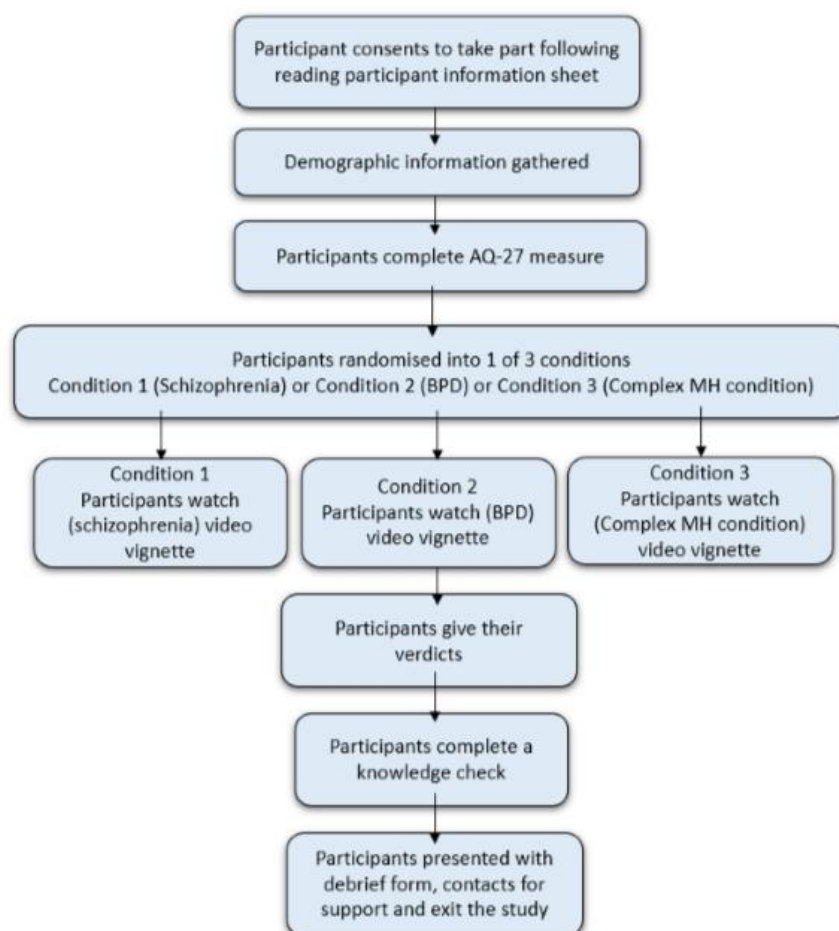 Participant consents to take part following
reading participant information sheet
Demographic information gathered
Participants complete AQ-27 measure
Participants randomised into 1 of 3 conditions
Condition 1 (Schizophrenia) or Condition 2 (BPD) or Condition 3 (Complex MH condition)
Condition 1
Participants watch
(schizophrenia) video
vignette
Condition 2
Participants watch (BPD)
video vignette
Condition 3
Participants watch
(Complex MH condition)
video vignette
Participants give their
verdicts
Participants complete a
knowledge check
Participants presented with
debrief form, contacts for
support and exit the study